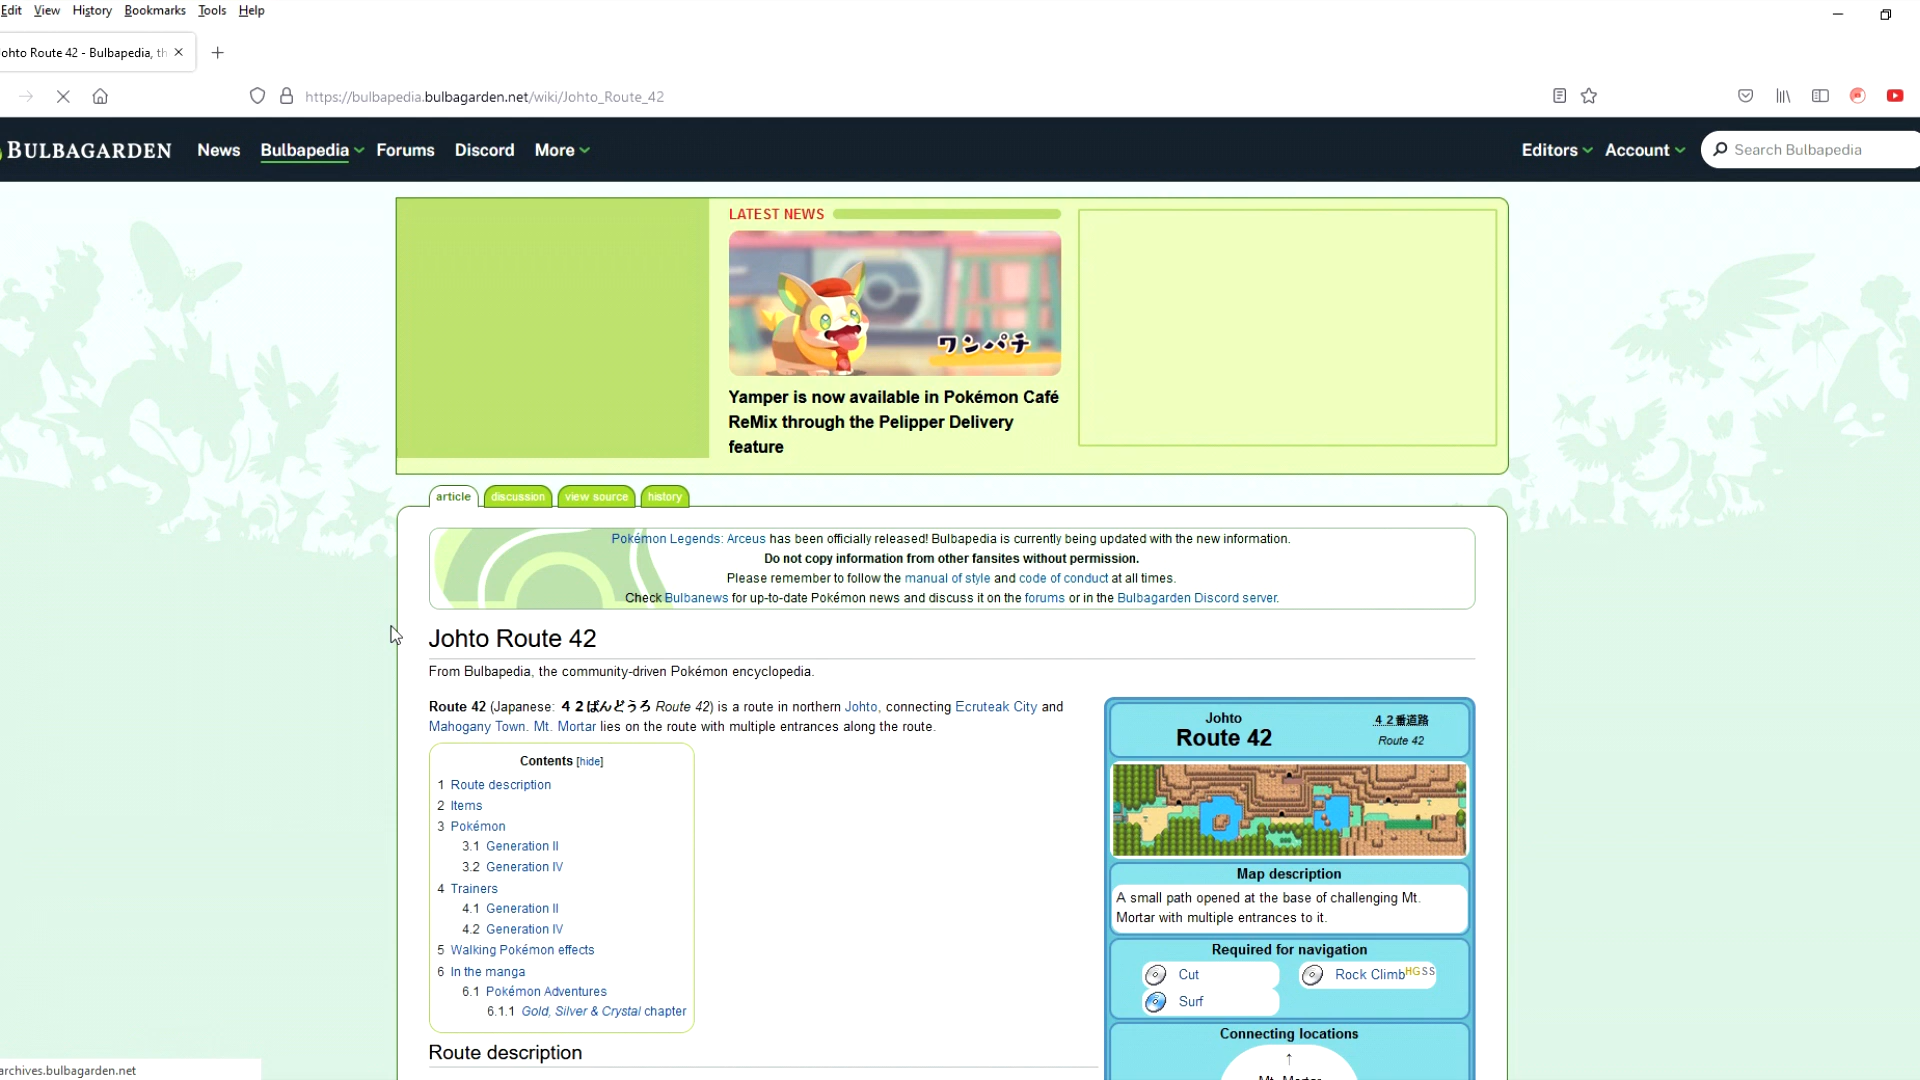 Edit View History Bookmarks Tools Help
ohto Route 42 - Bulbapedia, th
https://bulbapedia.bulbagarden.net/wiki/Johto_Route_42
BULBAGARDEN News Bulbapedia Forums Discord More Editors Account Search Bulbapedia
LATEST NEWS
ワンパチ
Yamper is now available in Pokémon Café
ReMix through the Pelipper Delivery
feature
article discussion view source history
Pokémon Legends: Arceus has been officially released! Bulbapedia is currently being updated with the new information.
Do not copy information from other fansites without permission.
Please remember to follow the manual of style and code of conduct at all times.
Check Bulbanews for up-to-date Pokémon news and discuss it on the forums or in the Bulbagarden Discord server.
Johto Route 42
From Bulbapedia, the community-driven Pokémon encyclopedia.
Route 42 (Japanese: ４２ばんどうろ Route 42) is a route in northern Johto, connecting Ecruteak City and
Mahogany Town. Mt. Mortar lies on the route with multiple entrances along the route.
Contents [hide]
1 Route description
2 Items
3 Pokémon
3.1 Generation II
3.2 Generation IV
4 Trainers
4.1 Generation II
4.2 Generation IV
5 Walking Pokémon effects
6 In the manga
6.1 Pokémon Adventures
6.1.1 Gold, Silver & Crystal chapter
Route description
Johto
Route 42
４２番道路
Route 42
Map description
A small path opened at the base of challenging Mt.
Mortar with multiple entrances to it.
Required for navigation
Cut Rock Climb HGSS
Surf
Connecting locations
↑
Mt. Mortar
archives.bulbagarden.net